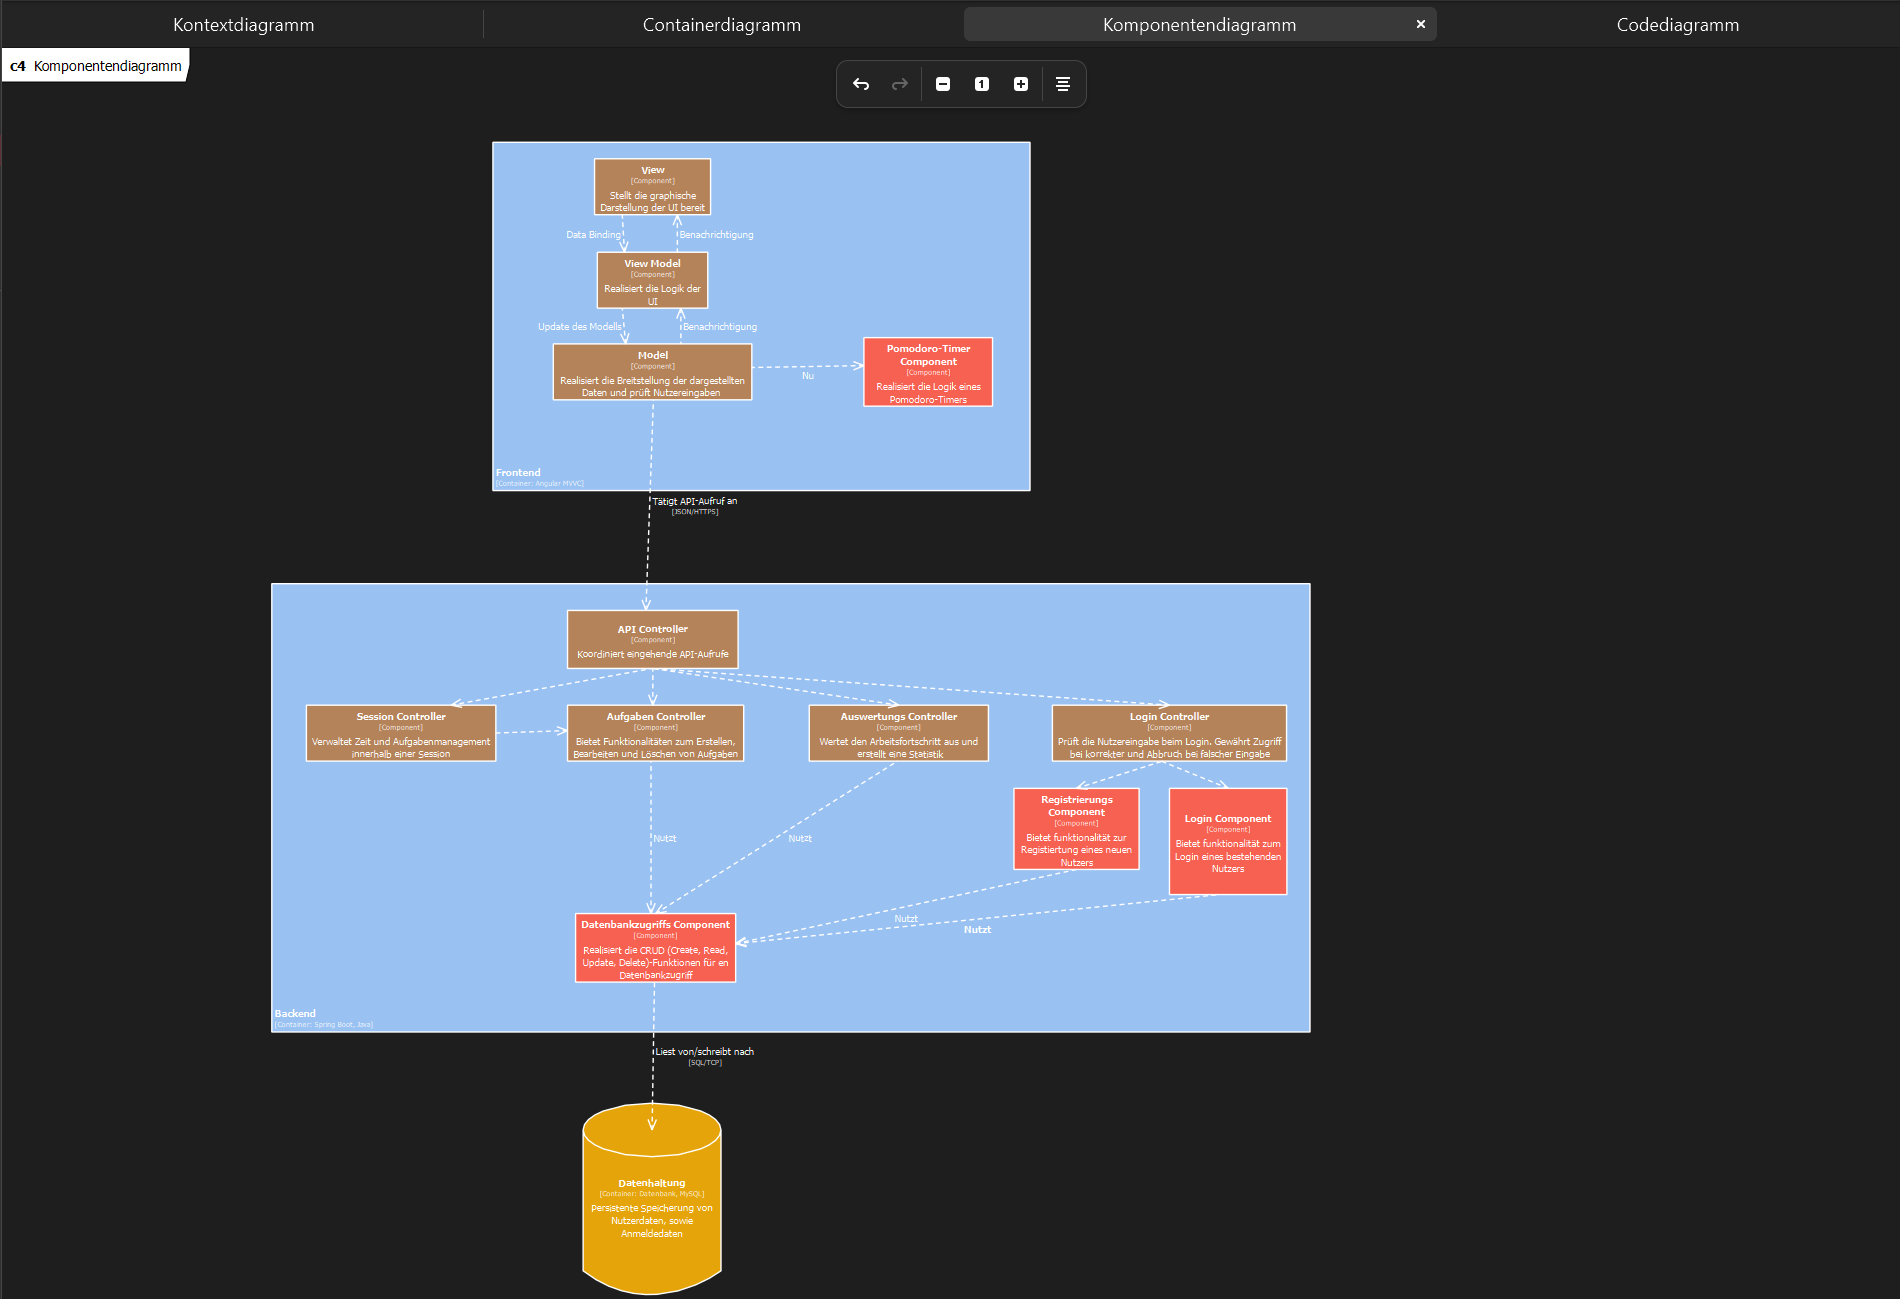 Kontextdiagramm
Containerdiagramm
Komponentendiagramm
Codediagramm
c4 Komponentendiagramm
1
View
[Component]
Stellt die graphische
Darstellung der UI bereit
Data Binding
Benachrichtigung
View Model
[Component]
Realisiert die Logik der
UI
Update des Modells
Benachrichtigung
Model
[Component]
Realisiert die Breitstellung der dargestellten
Daten und prüft Nutzereingaben
Nu
Pomodoro-Timer
Component
[Component]
Realisiert die Logik eines
Pomodoro-Timers
Frontend
[Container: Angular MVVC]
Tätigt API-Aufruf an
[JSON/HTTPS]
API Controller
[Component]
Koordiniert eingehende API-Aufrufe
Session Controller
[Component]
Verwaltet Zeit und Aufgabenmanagement
innerhalb einer Session
Aufgaben Controller
[Component]
Bietet Funktionalitäten zum Erstellen,
Bearbeiten und Löschen von Aufgaben
Auswertungs Controller
[Component]
Wertet den Arbeitsfortschritt aus und
erstellt eine Statistik
Login Controller
[Component]
Prüft die Nutzereingabe beim Login. Gewährt Zugriff
bei korrekter und Abbruch bei falscher Eingabe
Registrierungs
Component
[Component]
Bietet funktionalität zur
Registiertung eines neuen
Nutzers
Login Component
[Component]
Bietet funktionalität zum
Login eines bestehenden
Nutzers
Nutzt
Nutzt
Nutzt
Nutzt
Datenbankzugriffs Component
[Component]
Realisiert die CRUD (Create, Read,
Update, Delete)-Funktionen für en
Datenbankzugriff
Backend
[Container: Spring Boot, Java]
Liest von/schreibt nach
[SQL/TCP]
Datenhaltung
[Container: Datenbank, MySQL]
Persistente Speicherung von
Nutzerdaten, sowie
Anmeldedaten